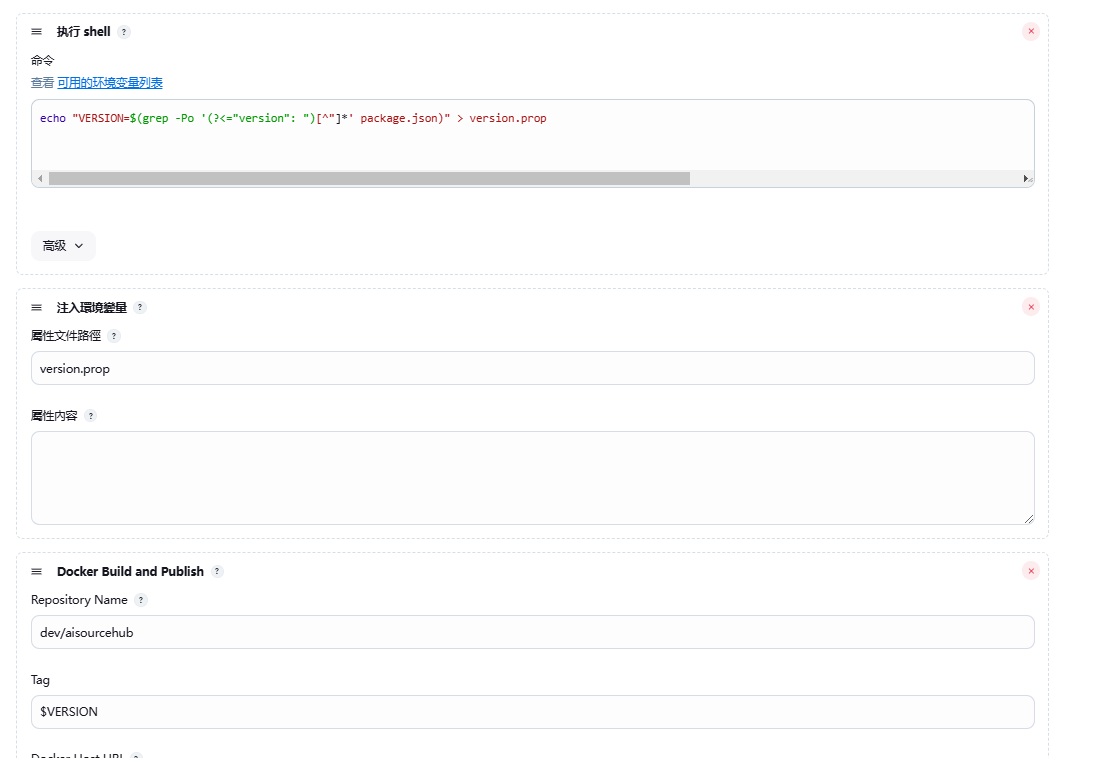 执行 shell ?
命令
查看 可用的环境变量列表
echo "VERSION=$(grep -Po '(?<="version": ")[^"]*' package.json)" > version.prop
高级
注入環境變量 ?
屬性文件路徑 ?
version.prop
屬性内容 ?
Docker Build and Publish ?
Repository Name ?
dev/aisourcehub
Tag
$VERSION
Docker Host URI ?